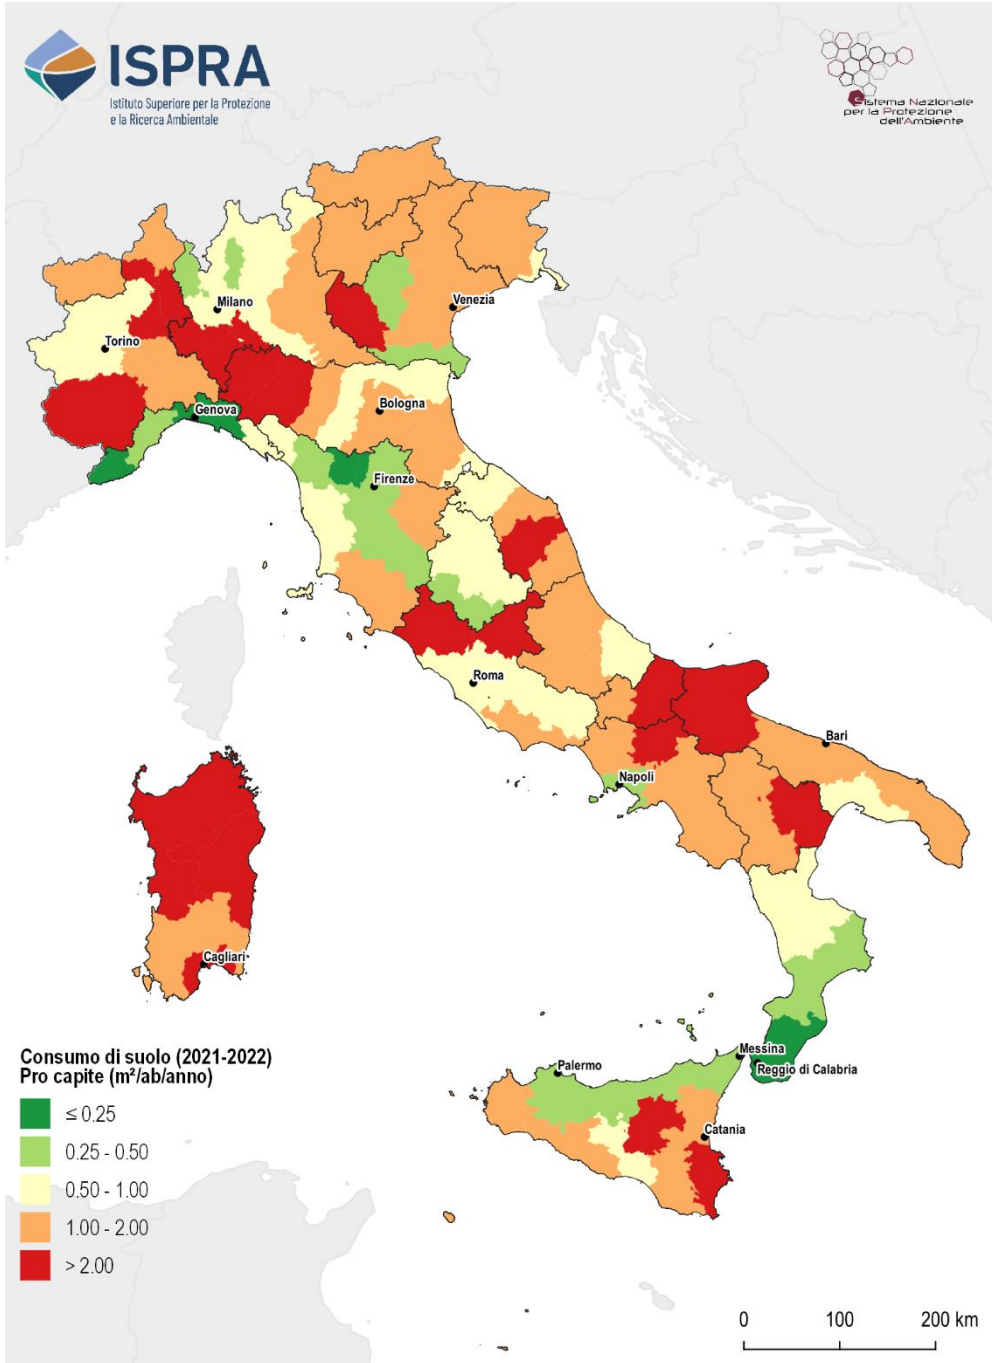 ISPRA
Istituto Superiore per la Protezione
e la Ricerca Ambientale
Sistema Nazionale
per la Protezione
dell'Ambiente
Milano
Venezia
Torino
Genova
Bologna
Firenze
Roma
Bari
Napoli
Cagliari
Messina
Reggio di Calabria
Palermo
Catania
Consumo di suolo (2021-2022)
Pro capite (m²/ab/anno)
≤ 0.25
0.25 - 0.50
0.50 - 1.00
1.00 - 2.00
> 2.00
0 100 200 km